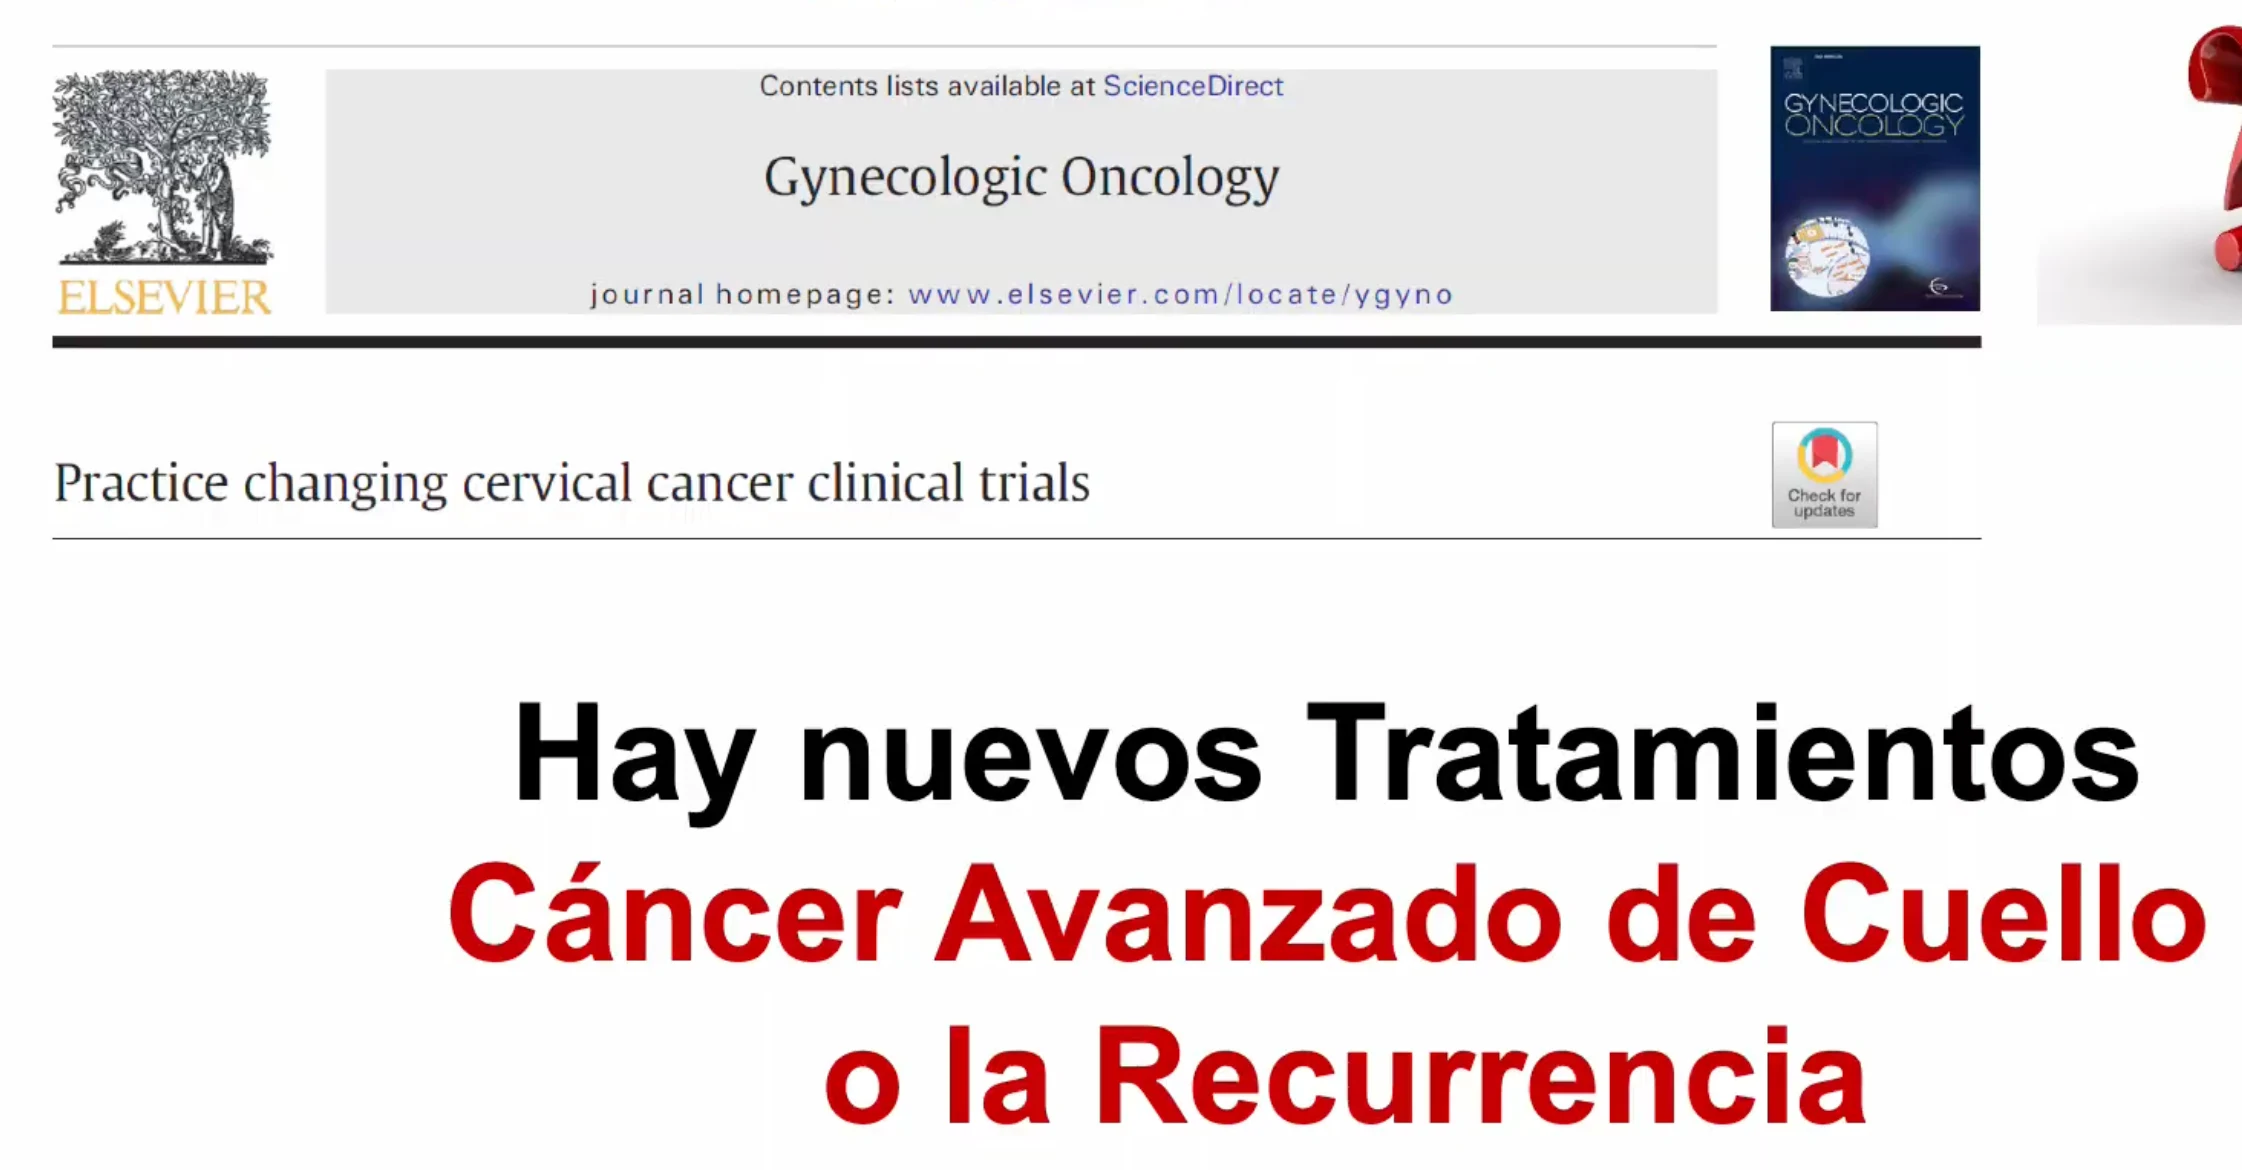 Contents lists available at ScienceDirect
Gynecologic Oncology
journal homepage: www.elsevier.com/locate/ygyno
ELSEVIER
GYNECOLOGIC
ONCOLOGY
Practice changing cervical cancer clinical trials
Check for
updates
Hay nuevos Tratamientos
Cáncer Avanzado de Cuello
o la Recurrencia